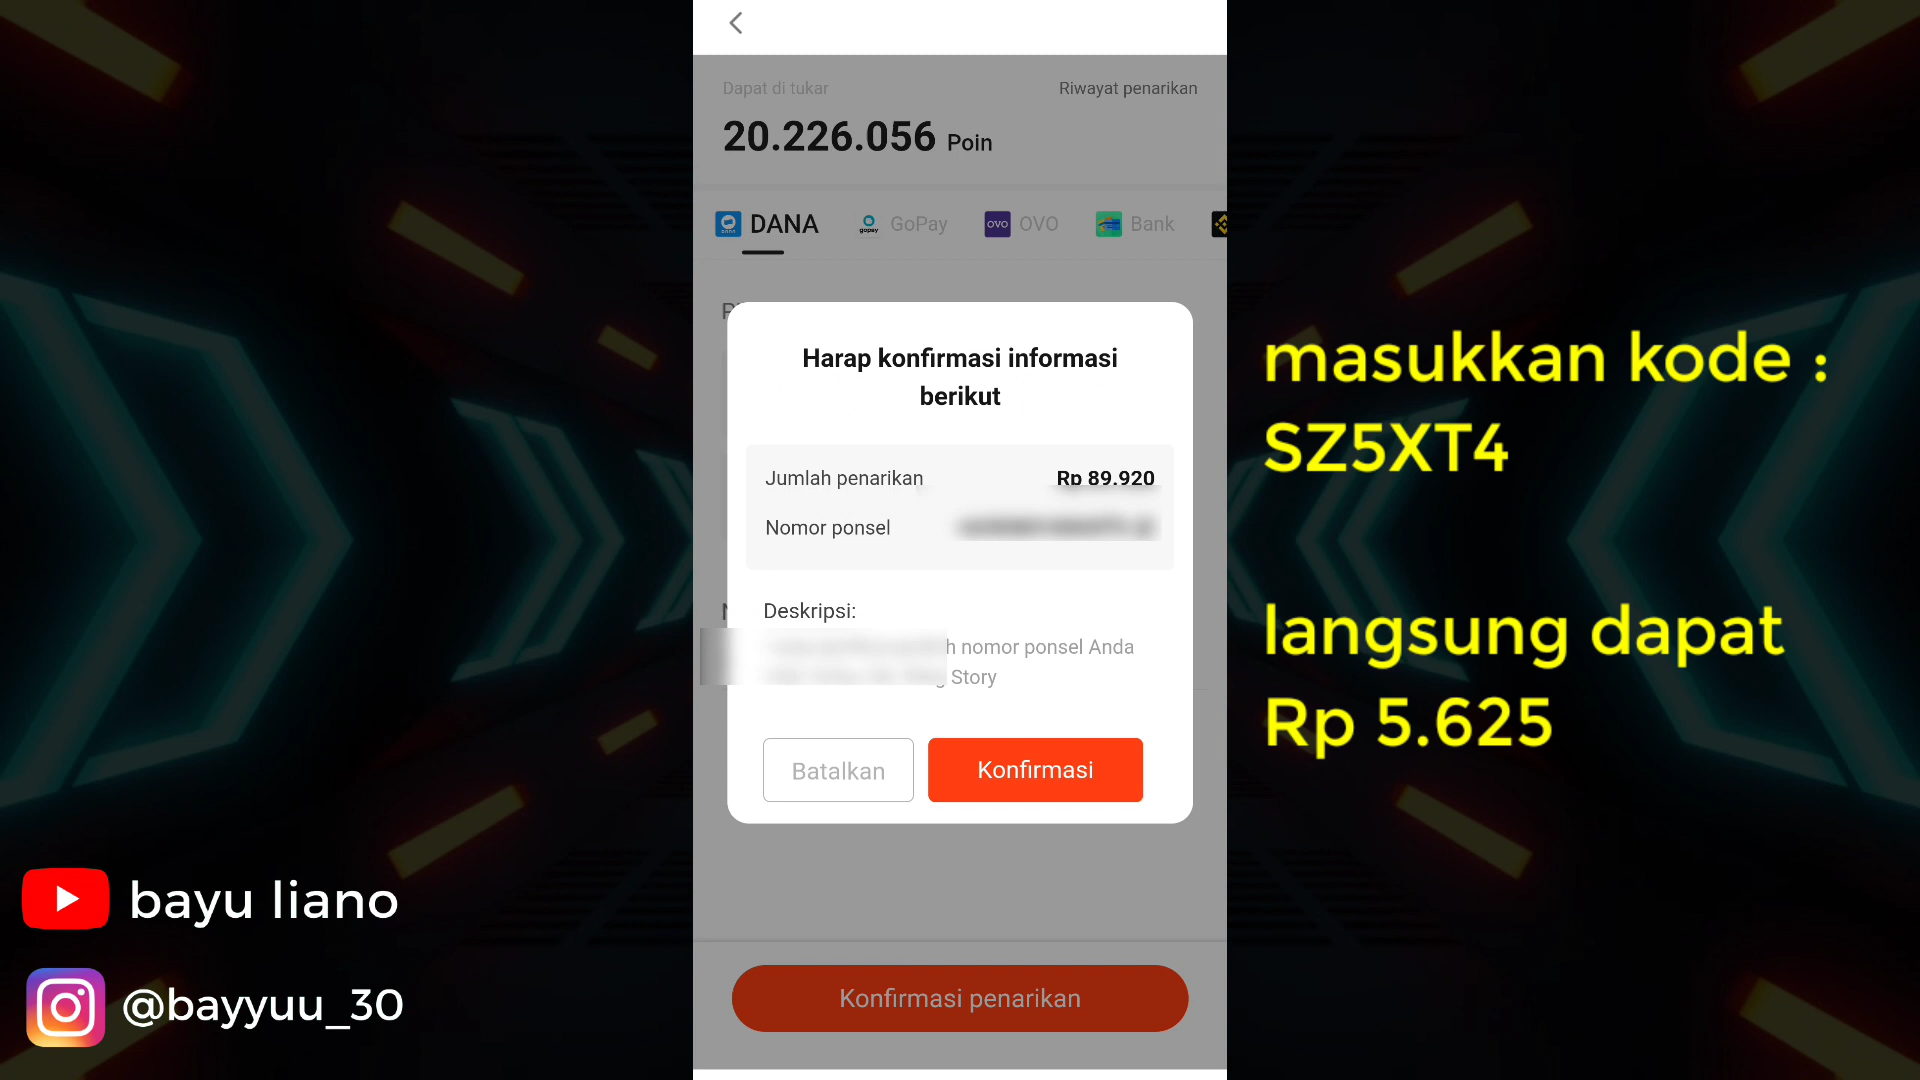 Dapat di tukar
Riwayat penarikan
20.226.056 Poin
DANA
GoPay
OVO
Bank
Harap konfirmasi informasi
berikut
Jumlah penarikan
Rp 89.920
Nomor ponsel
Deskripsi:
nomor ponsel Anda
Story
Batalkan
Konfirmasi
Konfirmasi penarikan
masukkan kode :
SZ5XT4
langsung dapat
Rp 5.625
bayu liano
@bayyuu_30